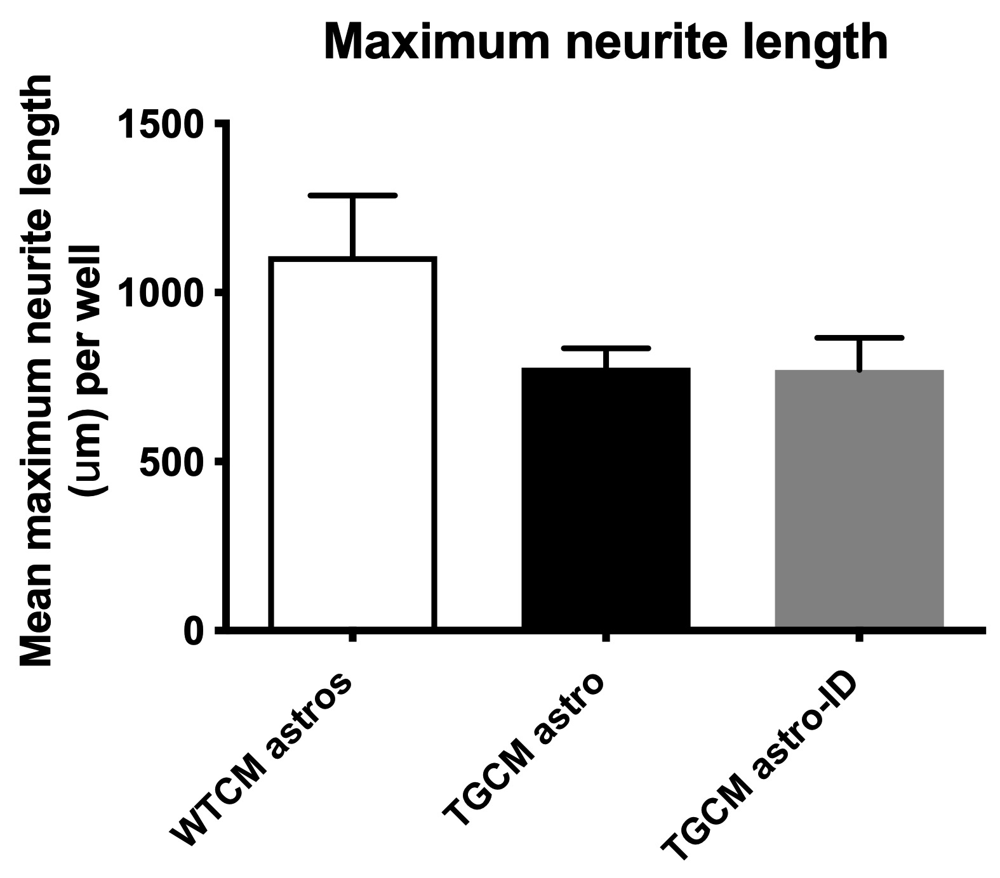 Maximum neurite length
Mean maximum neurite length
(um) per well
1500
1000
500
0
WTCM astros
TGCM astro
TGCM astro-ID